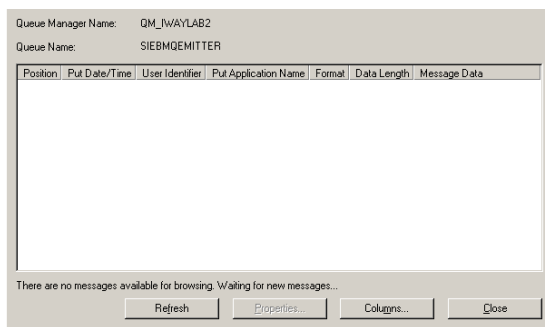 Queue Manager Name: QM_IWAYLAB2
Queue Name: SIEBMQEMITTER
Position Put Date/Time User Identifier Put Application Name Format Data Length Message Data
There are no messages available for browsing. Waiting for new messages...
Refresh Properties... Columns... Close